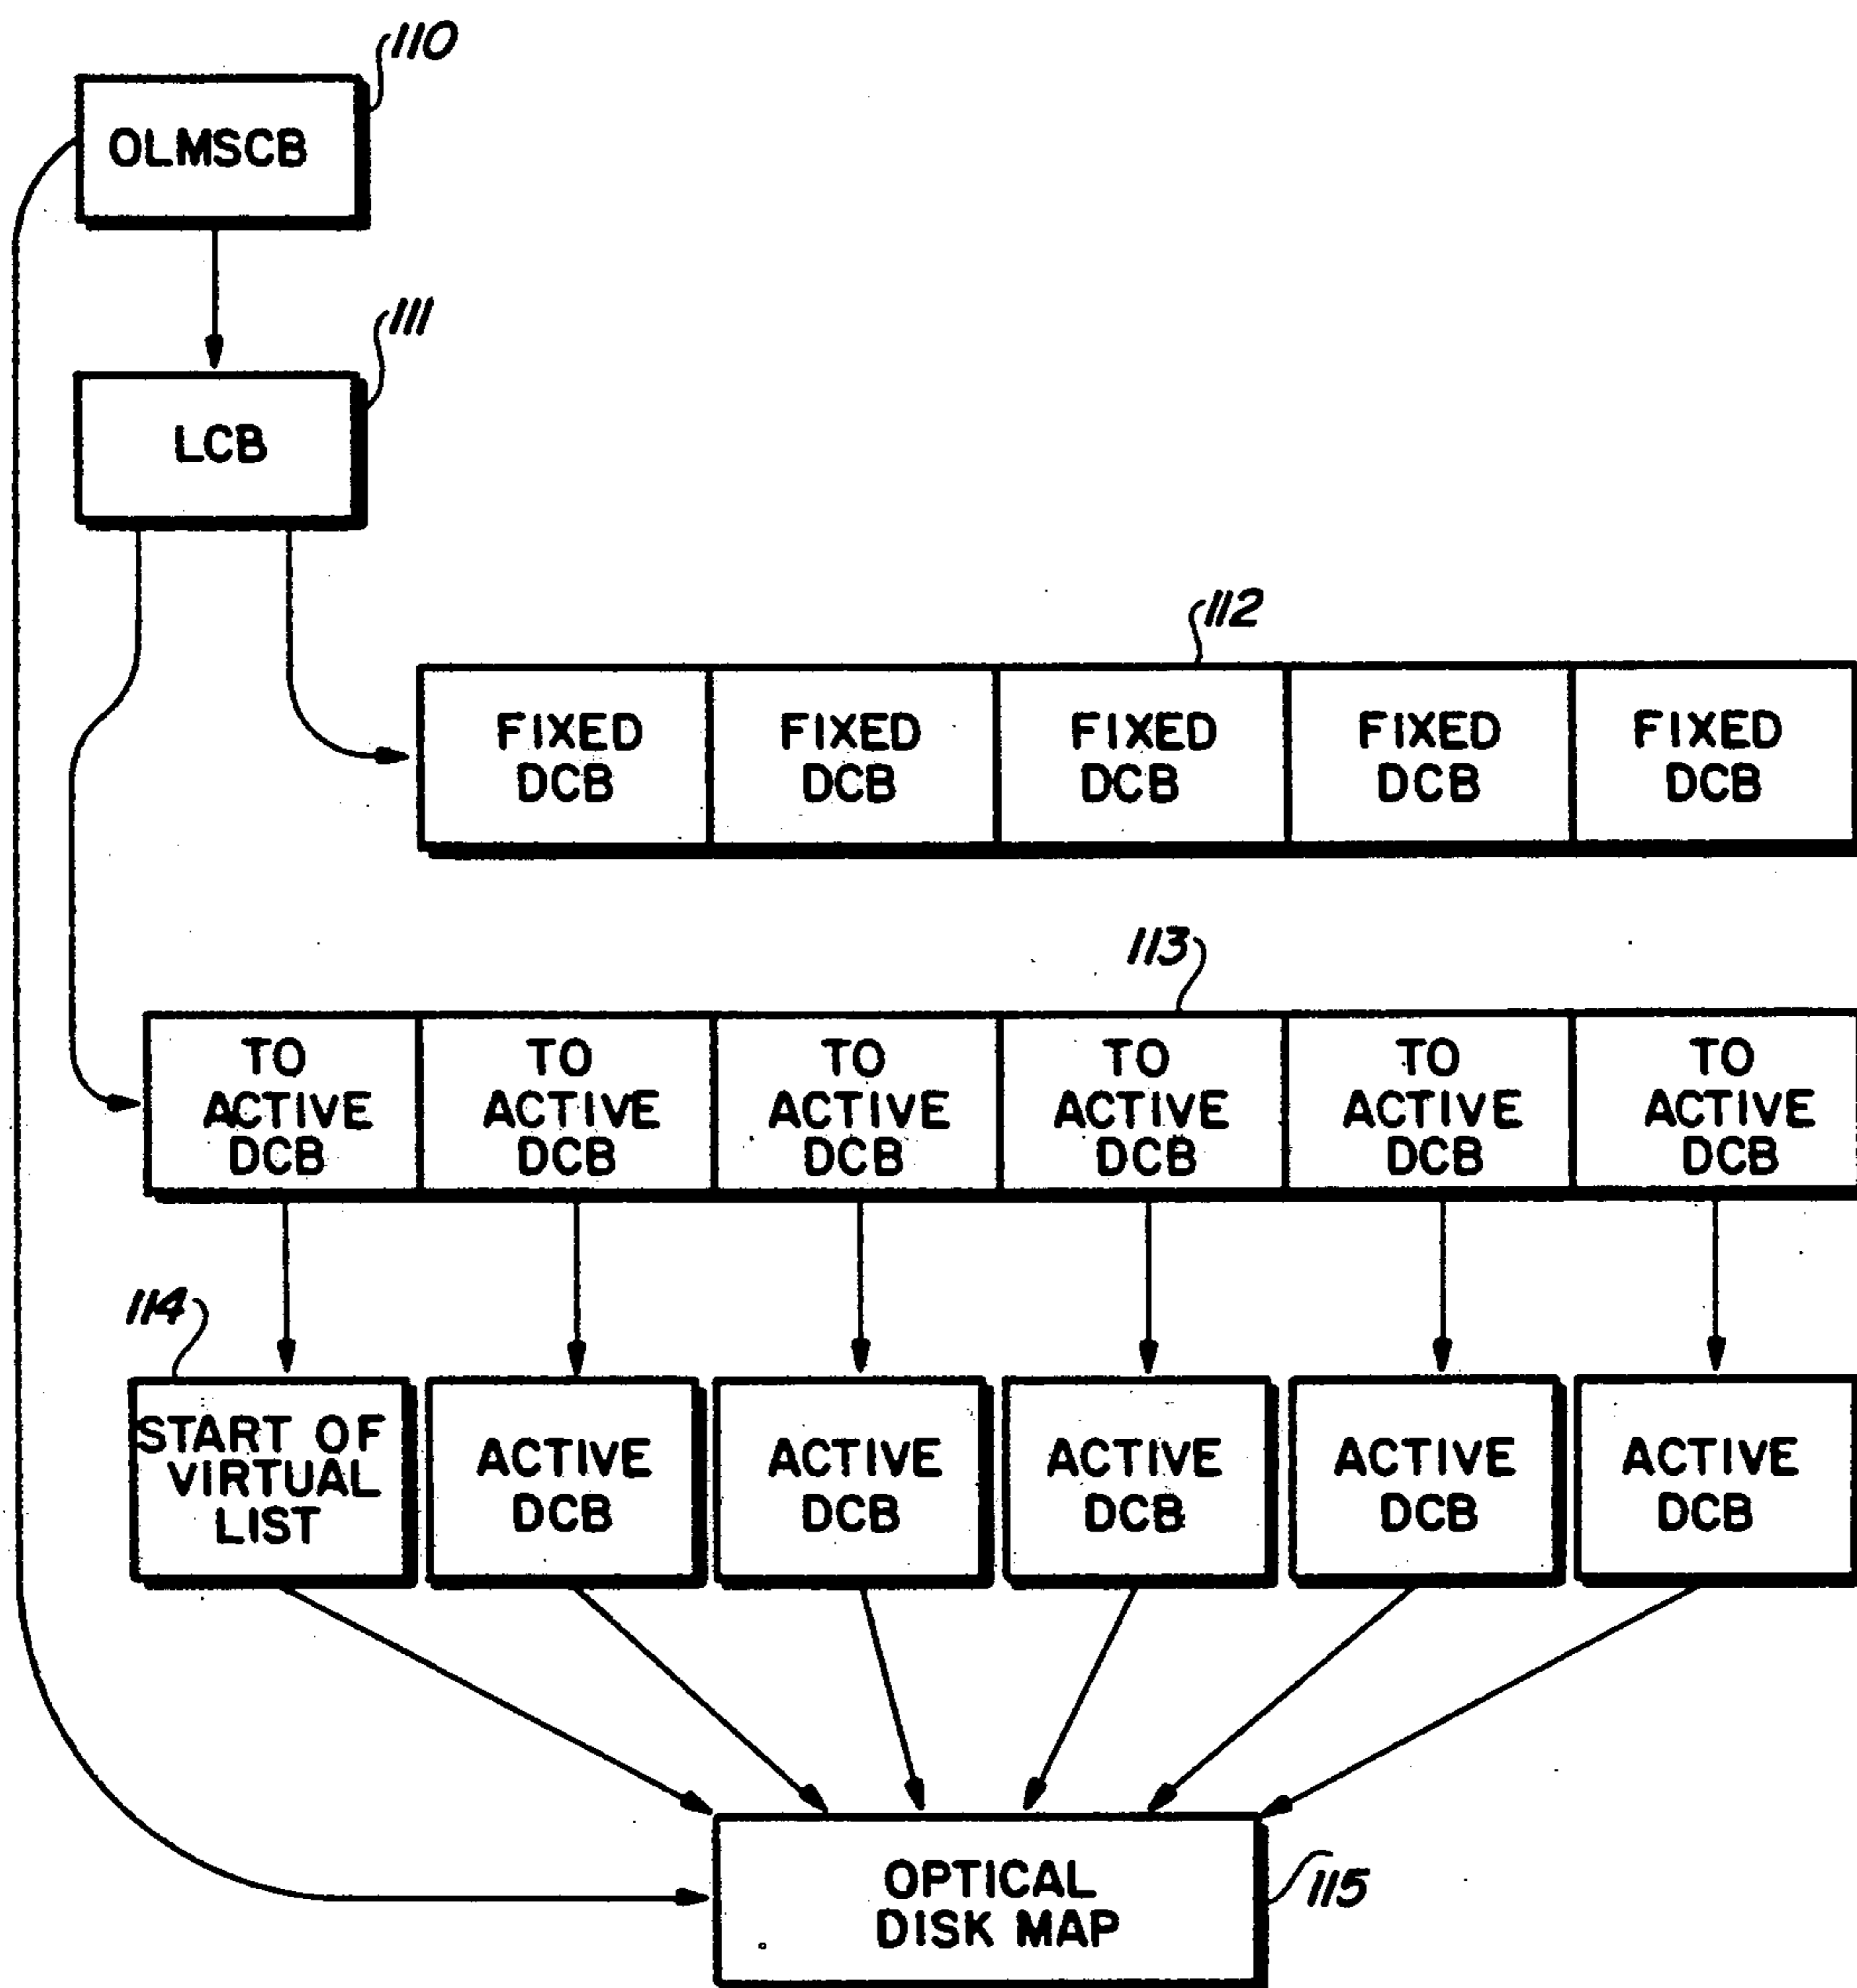 110
OLMSCB
111
LCB
112
FIXED
DCB
FIXED
DCB
FIXED
DCB
FIXED
DCB
FIXED
DCB
113
TO
ACTIVE
DCB
TO
ACTIVE
DCB
TO
ACTIVE
DCB
TO
ACTIVE
DCB
TO
ACTIVE
DCB
TO
ACTIVE
DCB
114
START OF
VIRTUAL
LIST
ACTIVE
DCB
ACTIVE
DCB
ACTIVE
DCB
ACTIVE
DCB
ACTIVE
DCB
OPTICAL
DISK MAP
115